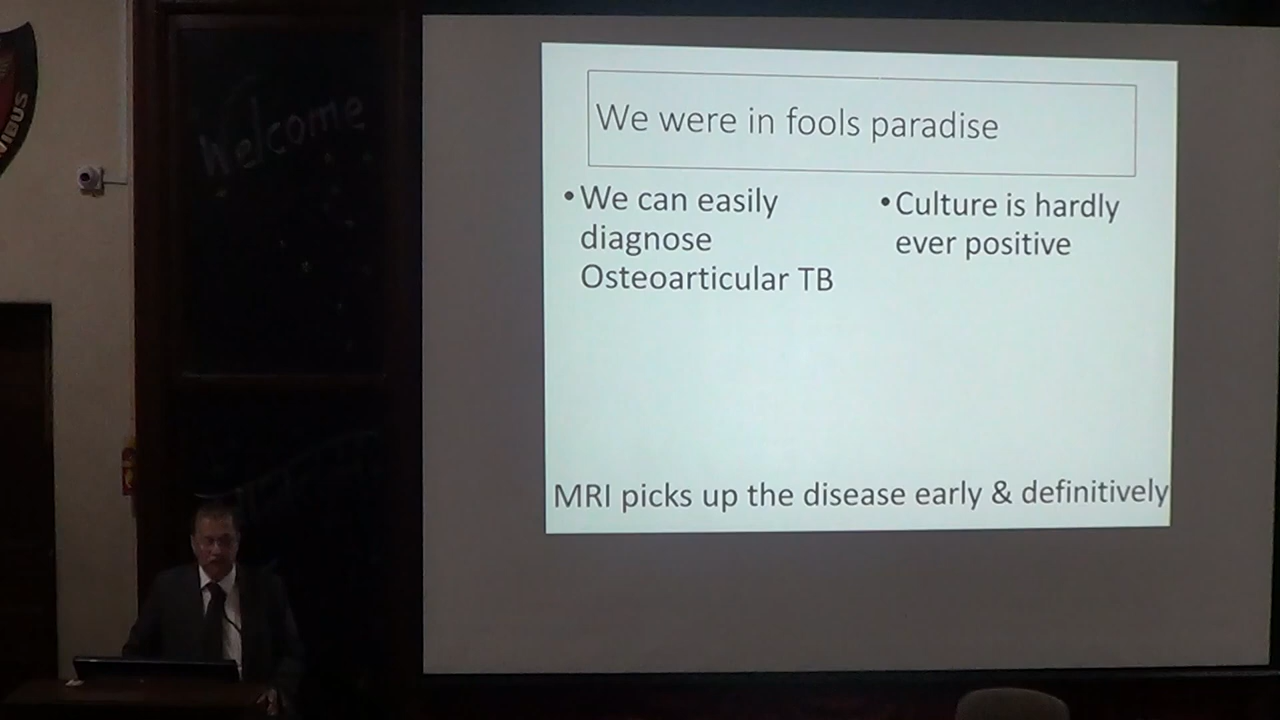 VIBUS
Welcome
We were in fools paradise
•We can easily
diagnose
Osteoarticular TB
•Culture is hardly
ever positive
MRI picks up the disease early & definitively